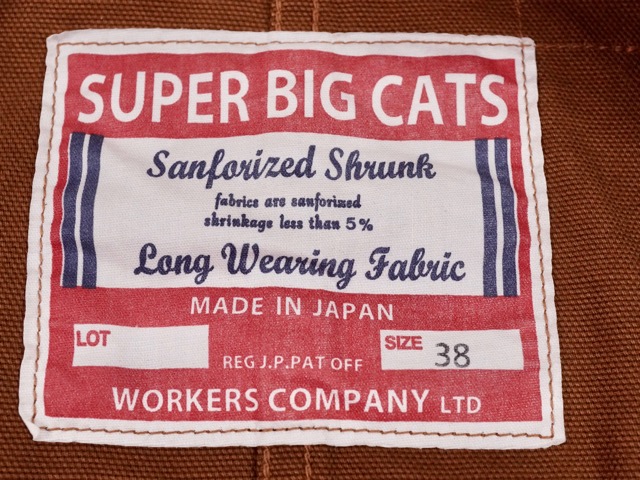 SUPER BIG CATS
Sanforized Shrunk
fabrics are sanforized
shrinkage less than 5%
Long Wearing Fabric
MADE IN JAPAN
LOT
REG J.P.PAT OFF
SIZE 38
WORKERS COMPANY LTD